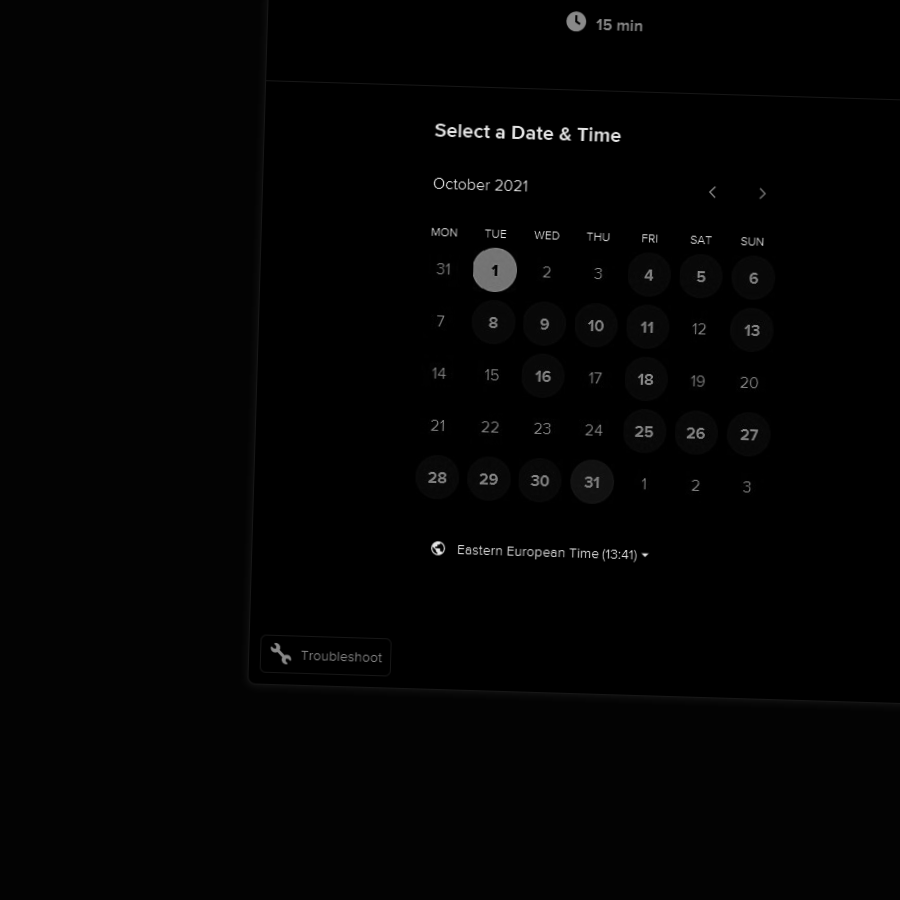 15 min
Select a Date & Time
October 2021
MON TUE WED THU FRI SAT SUN
31 1 2 3 4 5 6
7 8 9 10 11 12 13
14 15 16 17 18 19 20
21 22 23 24 25 26 27
28 29 30 31 1 2 3
Eastern European Time (13:41)
Troubleshoot